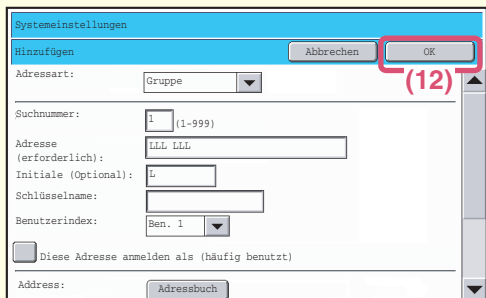 Systemeinstellungen
Hinzufügen Abbrechen OK
(12)
Adressart: Gruppe
Suchnummer: 1 (1-999)
Adresse
(erforderlich): LLL LLL
Initiale (Optional): L
Schlüsselname:
Benutzerindex: Ben. 1
Diese Adresse anmelden als (häufig benutzt)
Address: Adressbuch